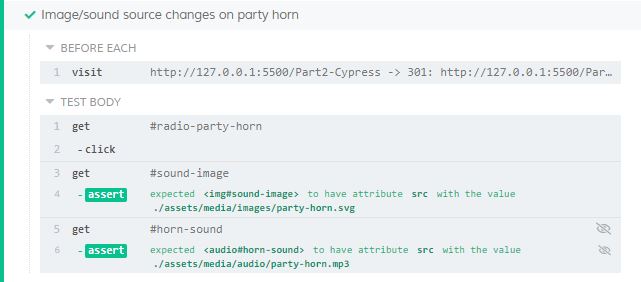 Image/sound source changes on party horn
BEFORE EACH
1 visit http://127.0.0.1:5500/Part2-Cypress -> 301: http://127.0.0.1:5500/Par…
TEST BODY
1 get #radio-party-horn
2 -click
3 get #sound-image
4 -assert expected <img#sound-image> to have attribute src with the value
./assets/media/images/party-horn.svg
5 get #horn-sound
6 -assert expected <audio#horn-sound> to have attribute src with the value
./assets/media/audio/party-horn.mp3